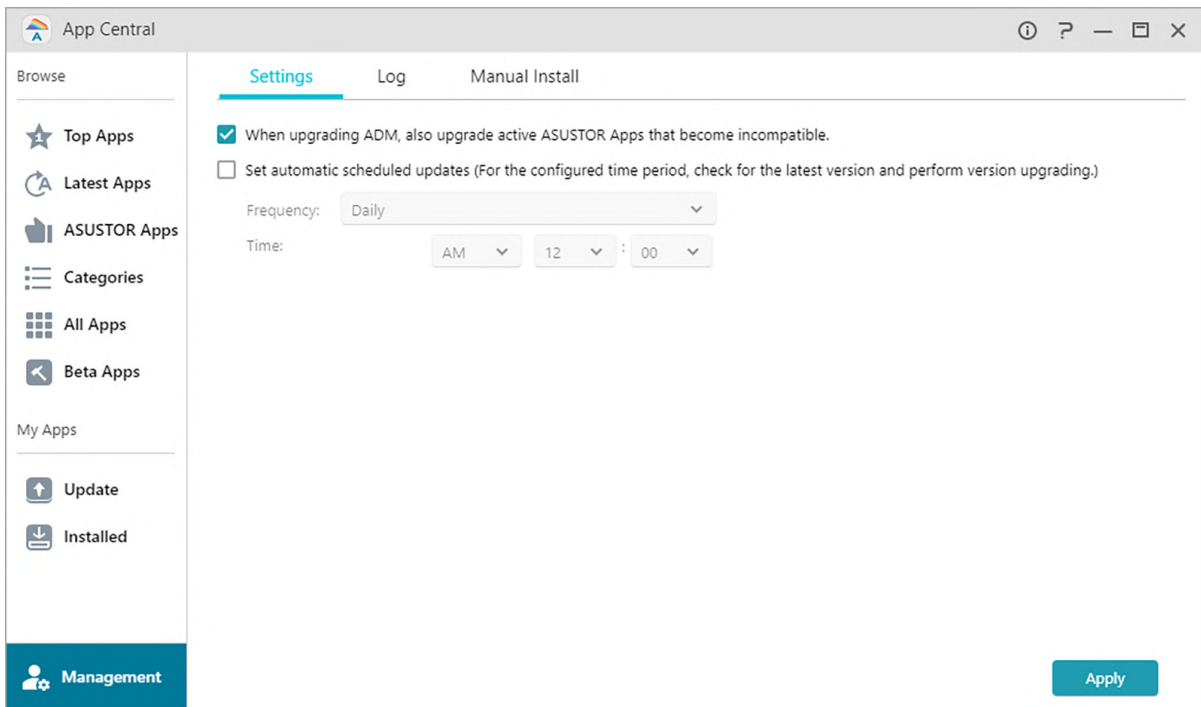 App Central
Browse
Top Apps
Latest Apps
ASUSTOR Apps
Categories
All Apps
Beta Apps
My Apps
Update
Installed
Management
Settings Log Manual Install
When upgrading ADM, also upgrade active ASUSTOR Apps that become incompatible.
Set automatic scheduled updates (For the configured time period, check for the latest version and perform version upgrading.)
Frequency: Daily
Time: AM 12 : 00
Apply